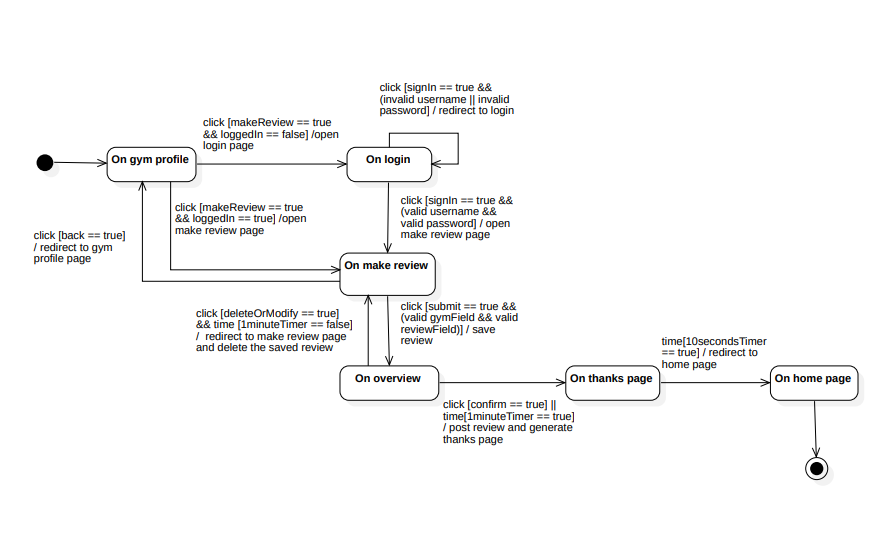 click [signIn == true &&
(invalid username || invalid
password] / redirect to login
click [makeReview == true
&& loggedIn == false] /open
login page
On gym profile
On login
click [makeReview == true
&& loggedIn == true] /open
make review page
click [signIn == true &&
(valid username &&
valid password] / open
make review page
click [back == true]
/ redirect to gym
profile page
On make review
click [deleteOrModify == true]
&& time [1minuteTimer == false]
/  redirect to make review page
and delete the saved review
click [submit == true &&
(valid gymField && valid
reviewField)] / save
review
time[10secondsTimer
== true] / redirect to
home page
On overview
On thanks page
On home page
click [confirm == true] ||
time[1minuteTimer == true]
/ post review and generate
thanks page